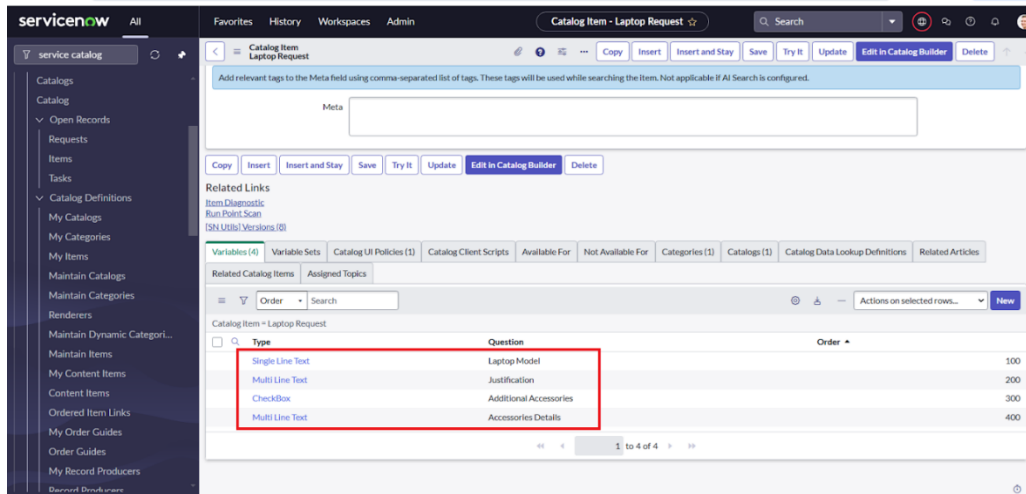 servicenow All Favorites History Workspaces Admin Catalog Item - Laptop Request Search
service catalog
Catalogs
Catalog
Open Records
Requests
Items
Tasks
Catalog Definitions
My Catalogs
My Categories
My Items
Maintain Catalogs
Maintain Categories
Renderers
Maintain Dynamic Categori...
Maintain Items
My Content Items
Content Items
Ordered Item Links
My Order Guides
Order Guides
My Record Producers
Record Producers
Catalog Item
Laptop Request
Copy Insert Insert and Stay Save Try It Update Edit in Catalog Builder Delete
Add relevant tags to the Meta field using comma-separated list of tags. These tags will be used while searching the item. Not applicable if AI Search is configured.
Meta
Copy Insert Insert and Stay Save Try It Update Edit in Catalog Builder Delete
Related Links
Item Diagnostic
Run Point Scan
[SN Utils] Versions (8)
Variables (4) Variable Sets Catalog UI Policies (1) Catalog Client Scripts Available For Not Available For Categories (1) Catalogs (1) Catalog Data Lookup Definitions Related Articles
Related Catalog Items Assigned Topics
Order Search Actions on selected rows... New
Catalog Item = Laptop Request
Type Question Order
Single Line Text Laptop Model 100
Multi Line Text Justification 200
CheckBox Additional Accessories 300
Multi Line Text Accessories Details 400
1 to 4 of 4